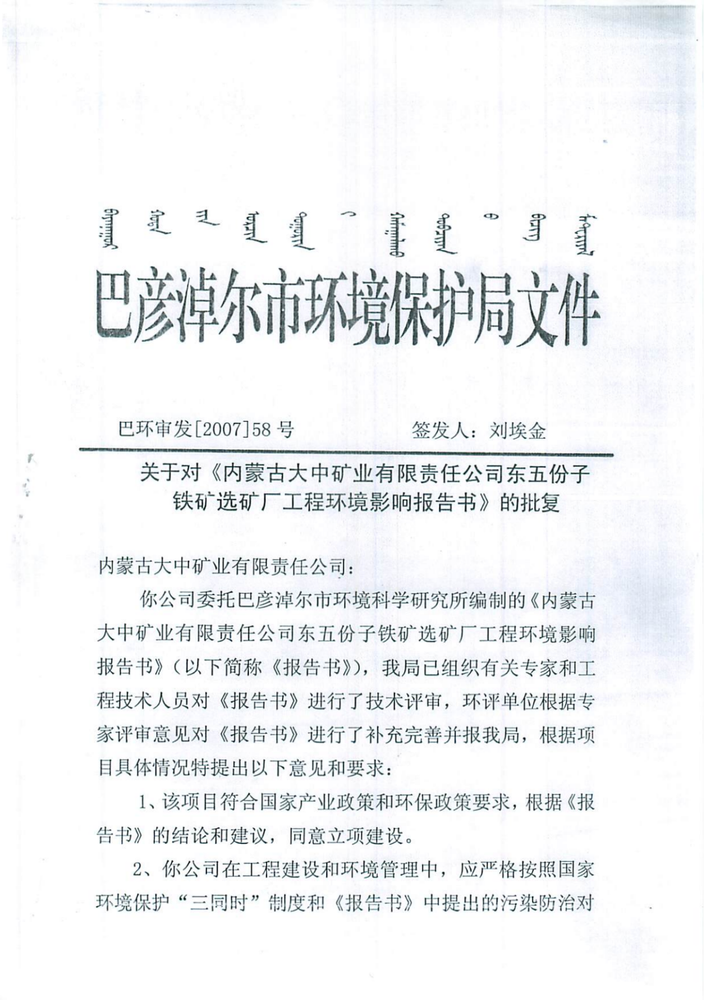 巴彦淖尔市环境保护局文件
巴环审发[2007]58 号 签发人：刘埃金
关于对《内蒙古大中矿业有限责任公司东五份子
铁矿选矿厂工程环境影响报告书》的批复
内蒙古大中矿业有限责任公司：
你公司委托巴彦淖尔市环境科学研究所编制的《内蒙古
大中矿业有限责任公司东五份子铁矿选矿厂工程环境影响
报告书》（以下简称《报告书》），我局已组织有关专家和工
程技术人员对《报告书》进行了技术评审，环评单位根据专
家评审意见对《报告书》进行了补充完善并报我局，根据项
目具体情况特提出以下意见和要求：
1、该项目符合国家产业政策和环保政策要求，根据《报
告书》的结论和建议，同意立项建设。
2、你公司在工程建设和环境管理中，应严格按照国家
环境保护“三同时”制度和《报告书》中提出的污染防治对